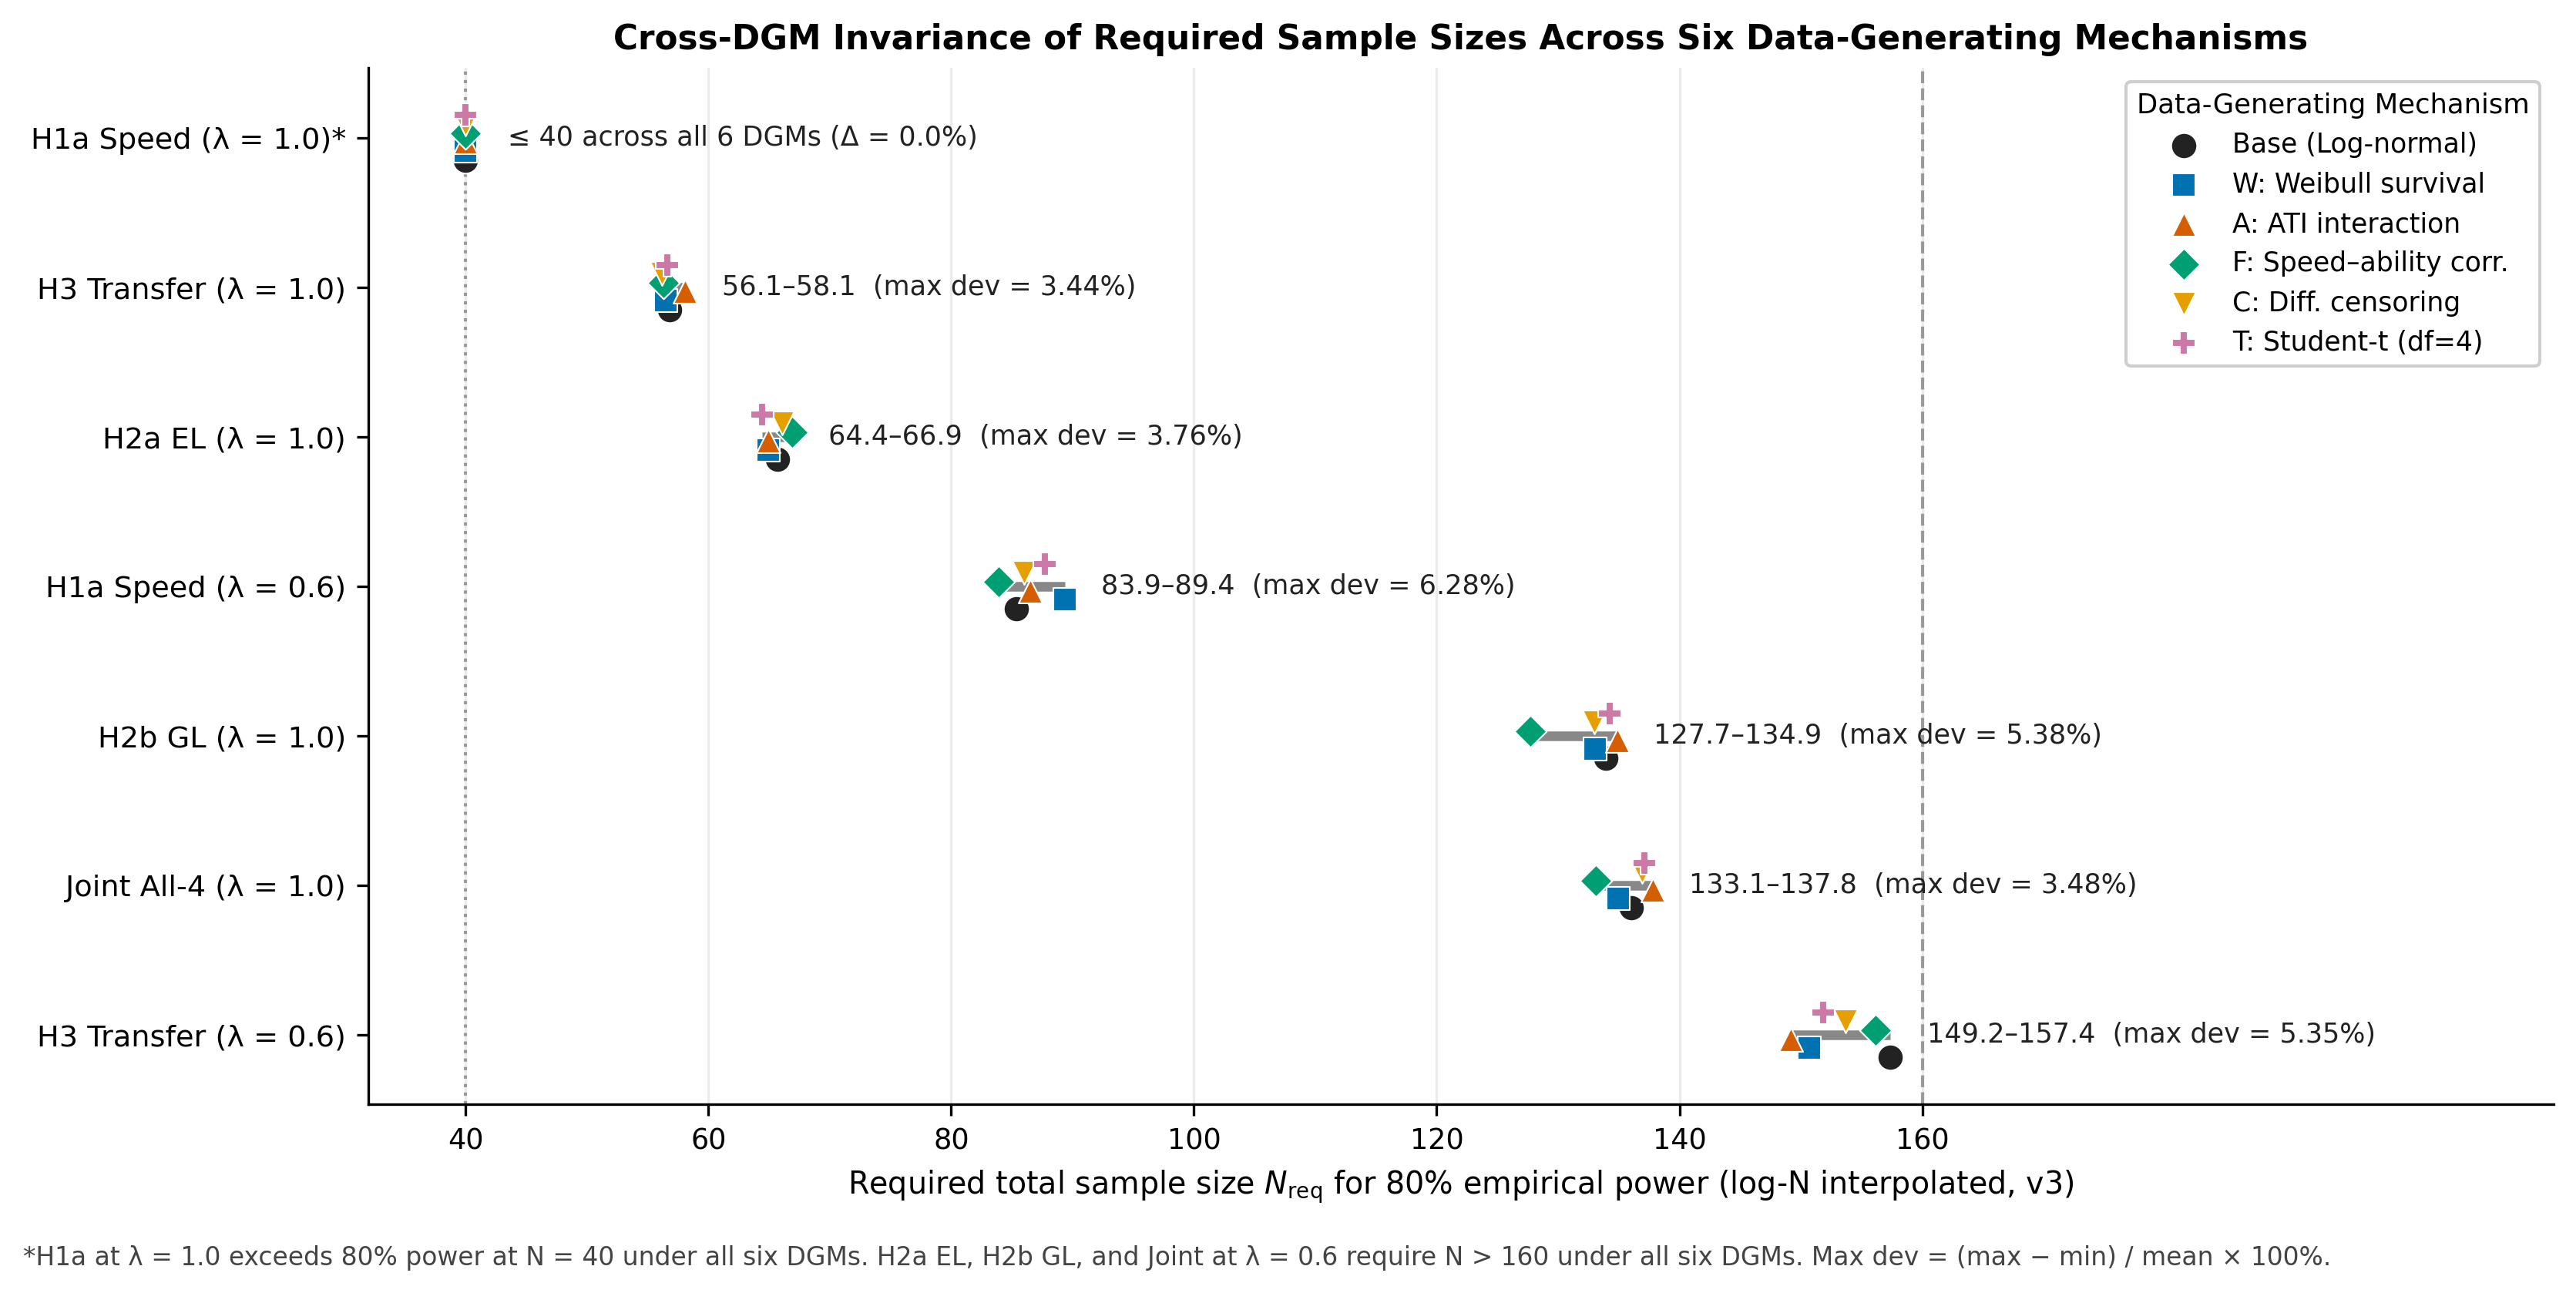 Cross-DGM Invariance of Required Sample Sizes Across Six Data-Generating Mechanisms
Data-Generating Mechanism
Base (Log-normal)
W: Weibull survival
A: ATI interaction
F: Speed–ability corr.
C: Diff. censoring
T: Student-t (df=4)
H1a Speed (λ = 1.0)*
≤ 40 across all 6 DGMs (Δ = 0.0%)
H3 Transfer (λ = 1.0)
56.1–58.1 (max dev = 3.44%)
H2a EL (λ = 1.0)
64.4–66.9 (max dev = 3.76%)
H1a Speed (λ = 0.6)
83.9–89.4 (max dev = 6.28%)
H2b GL (λ = 1.0)
127.7–134.9 (max dev = 5.38%)
Joint All-4 (λ = 1.0)
133.1–137.8 (max dev = 3.48%)
H3 Transfer (λ = 0.6)
149.2–157.4 (max dev = 5.35%)
40 60 80 100 120 140 160
Required total sample size N_req for 80% empirical power (log-N interpolated, v3)
*H1a at λ = 1.0 exceeds 80% power at N = 40 under all six DGMs. H2a EL, H2b GL, and Joint at λ = 0.6 require N > 160 under all six DGMs. Max dev = (max − min) / mean × 100%.